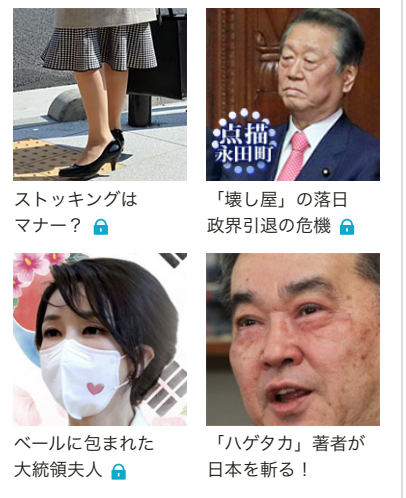 ストッキングは
マナー？
点描
永田町
「壊し屋」の落日
政界引退の危機
ベールに包まれた
大統領夫人
「ハゲタカ」著者が
日本を斬る！